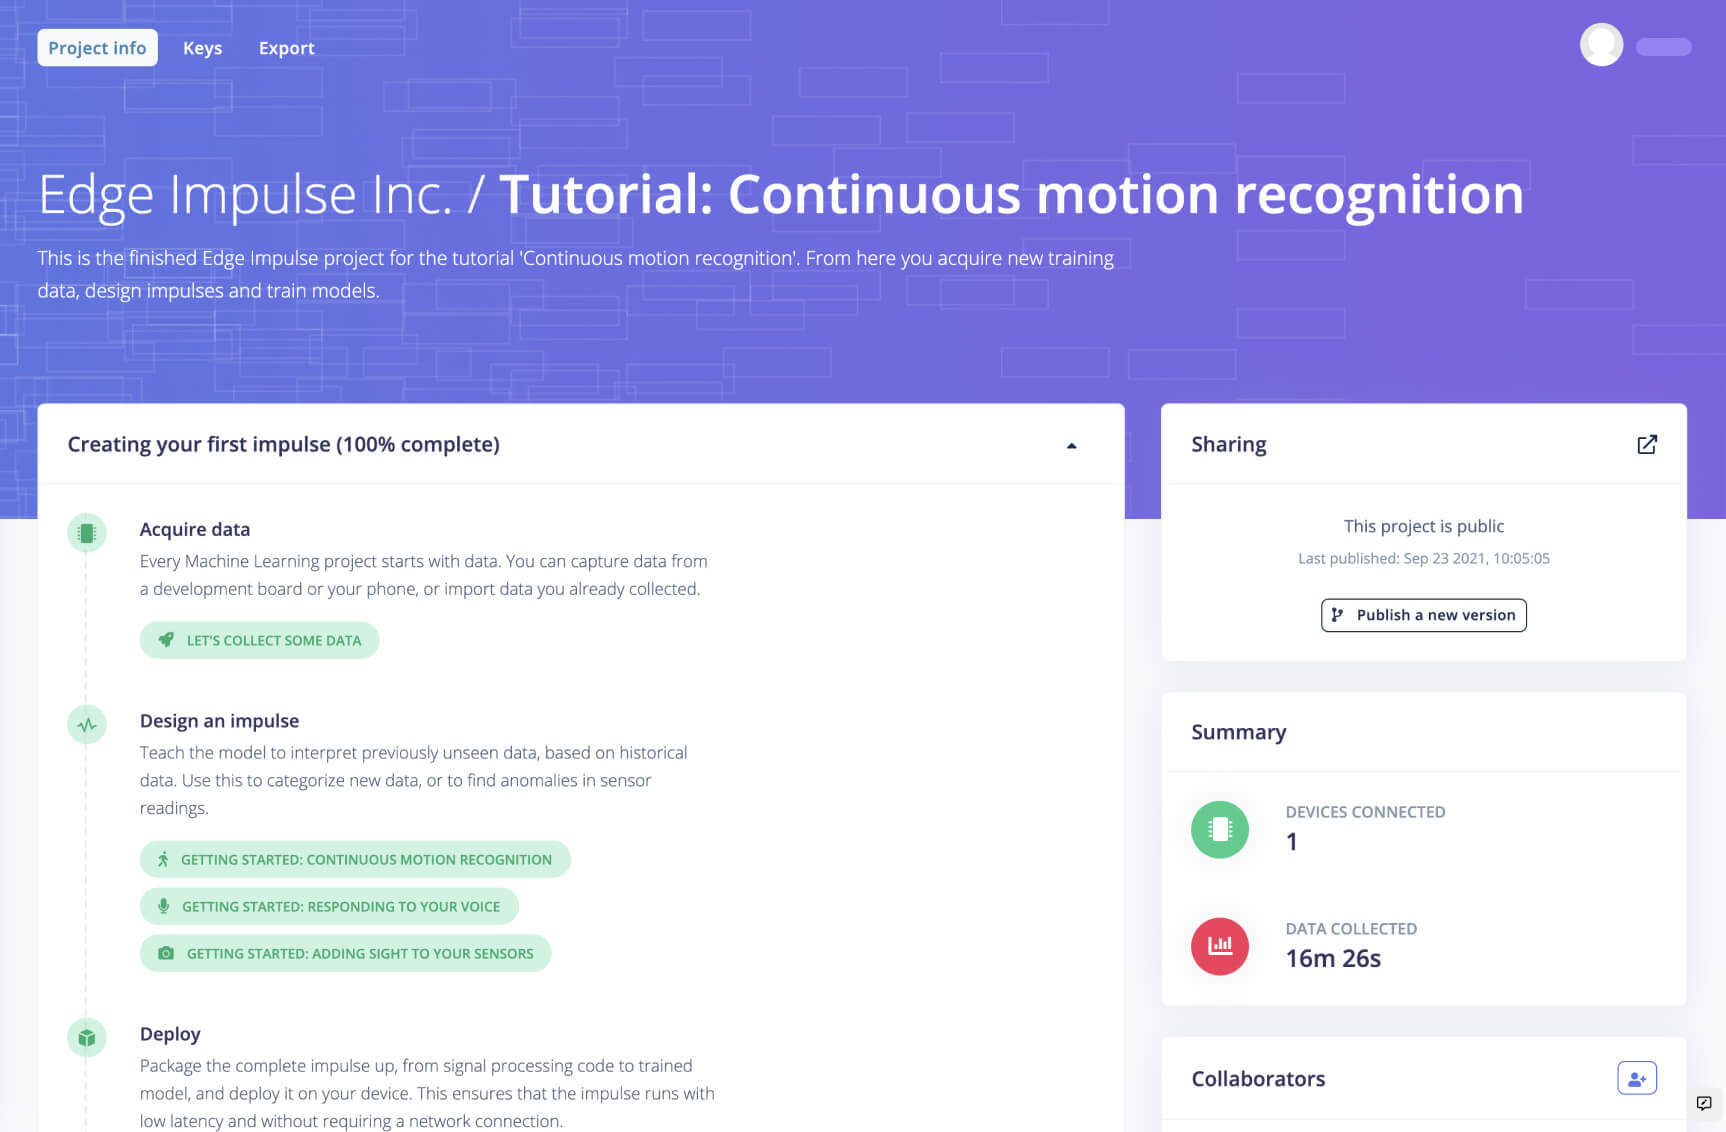 Project info
Keys
Export
Edge Impulse Inc. / Tutorial: Continuous motion recognition
This is the finished Edge Impulse project for the tutorial 'Continuous motion recognition'. From here you acquire new training
data, design impulses and train models.
Creating your first impulse (100% complete)
Acquire data
Every Machine Learning project starts with data. You can capture data from
a development board or your phone, or import data you already collected.
LET'S COLLECT SOME DATA
Design an impulse
Teach the model to interpret previously unseen data, based on historical
data. Use this to categorize new data, or to find anomalies in sensor
readings.
GETTING STARTED: CONTINUOUS MOTION RECOGNITION
GETTING STARTED: RESPONDING TO YOUR VOICE
GETTING STARTED: ADDING SIGHT TO YOUR SENSORS
Deploy
Package the complete impulse up, from signal processing code to trained
model, and deploy it on your device. This ensures that the impulse runs with
low latency and without requiring a network connection.
Sharing
This project is public
Last published: Sep 23 2021, 10:05:05
Publish a new version
Summary
DEVICES CONNECTED
1
DATA COLLECTED
16m 26s
Collaborators